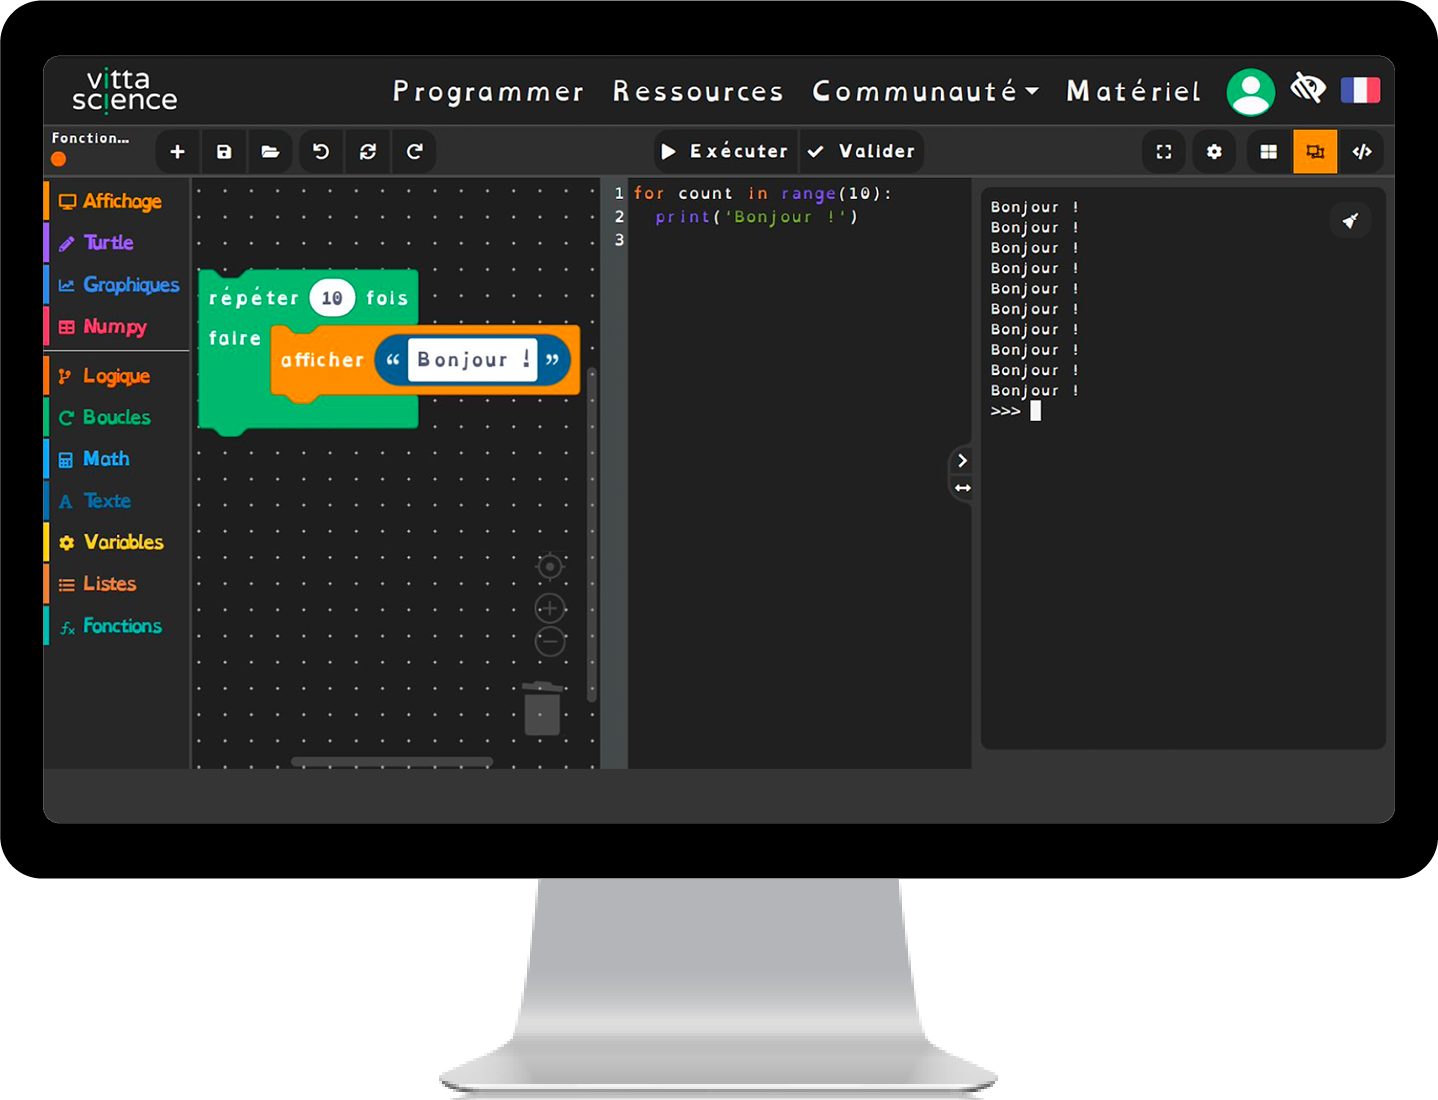 vitta
science
Programmer Ressources Communauté Matériel
Fonction...
Exécuter Valider
Affichage
Turtle
Graphiques
Numpy
Logique
Boucles
Math
Texte
Variables
Listes
Fonctions
répéter 10 fois
faire
afficher “ Bonjour ! ”
1 for count in range(10):
2 print('Bonjour !')
3
Bonjour !
Bonjour !
Bonjour !
Bonjour !
Bonjour !
Bonjour !
Bonjour !
Bonjour !
Bonjour !
Bonjour !
>>>